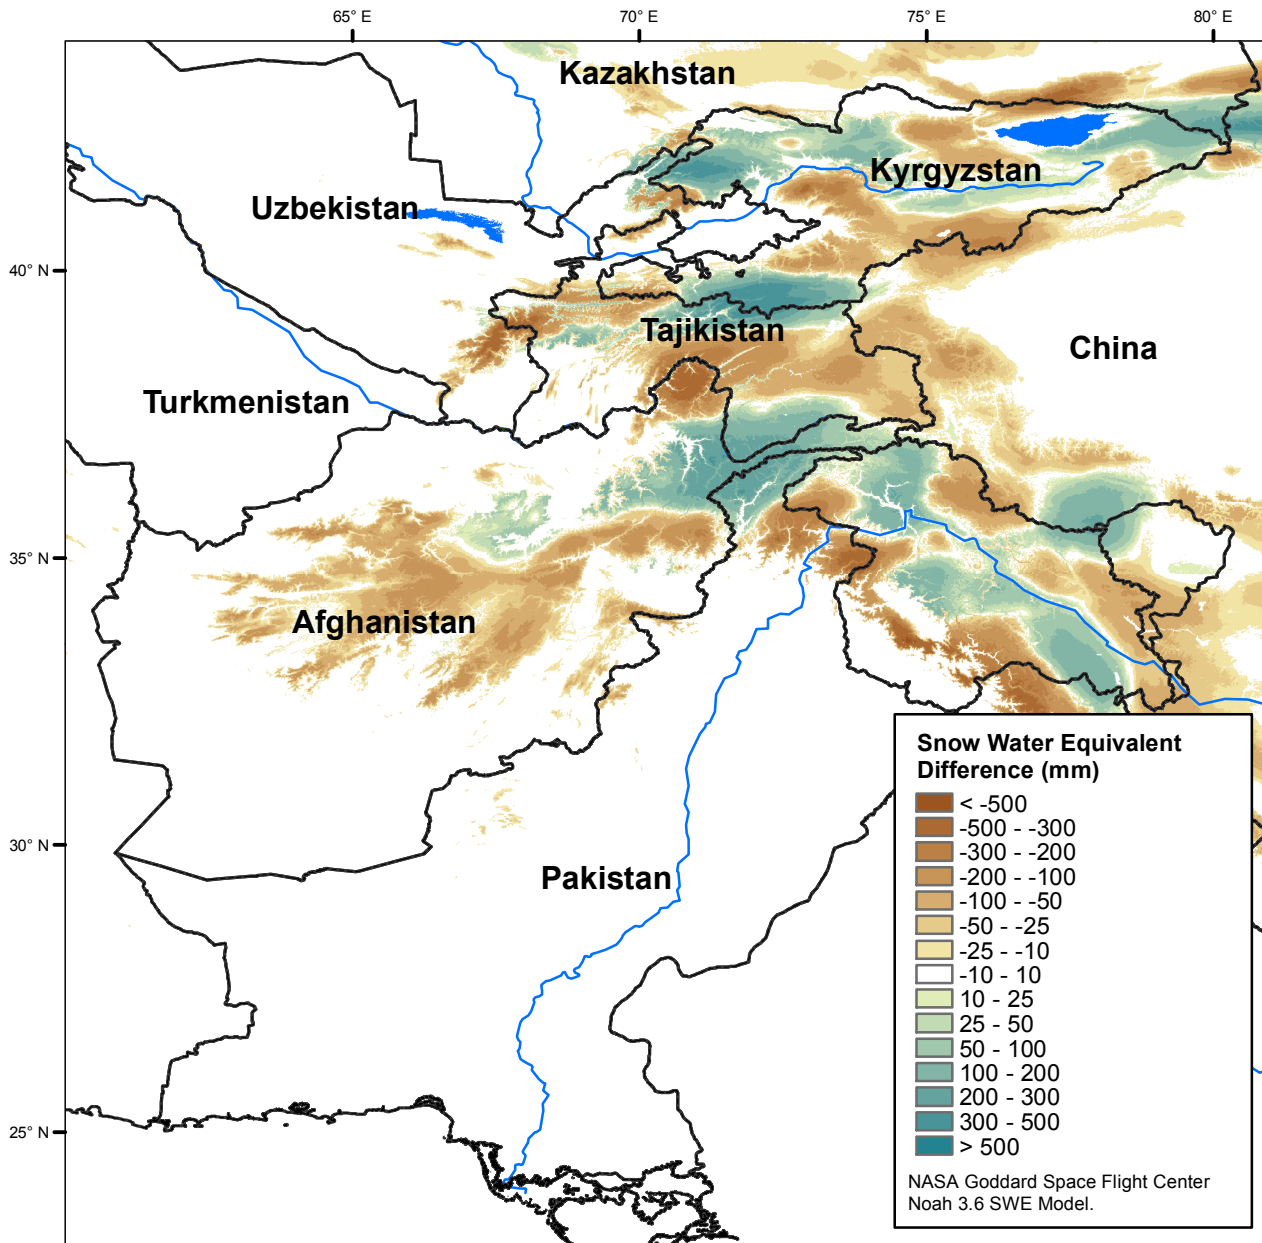 65° E
70° E
75° E
80° E
Kazakhstan
Kyrgyzstan
Uzbekistan
40° N
Tajikistan
China
Turkmenistan
35° N
Afghanistan
30° N
Pakistan
25° N
Snow Water Equivalent
Difference (mm)
< -500
-500 - -300
-300 - -200
-200 - -100
-100 - -50
-50 - -25
-25 - -10
-10 - 10
10 - 25
25 - 50
50 - 100
100 - 200
200 - 300
300 - 500
> 500
NASA Goddard Space Flight Center
Noah 3.6 SWE Model.